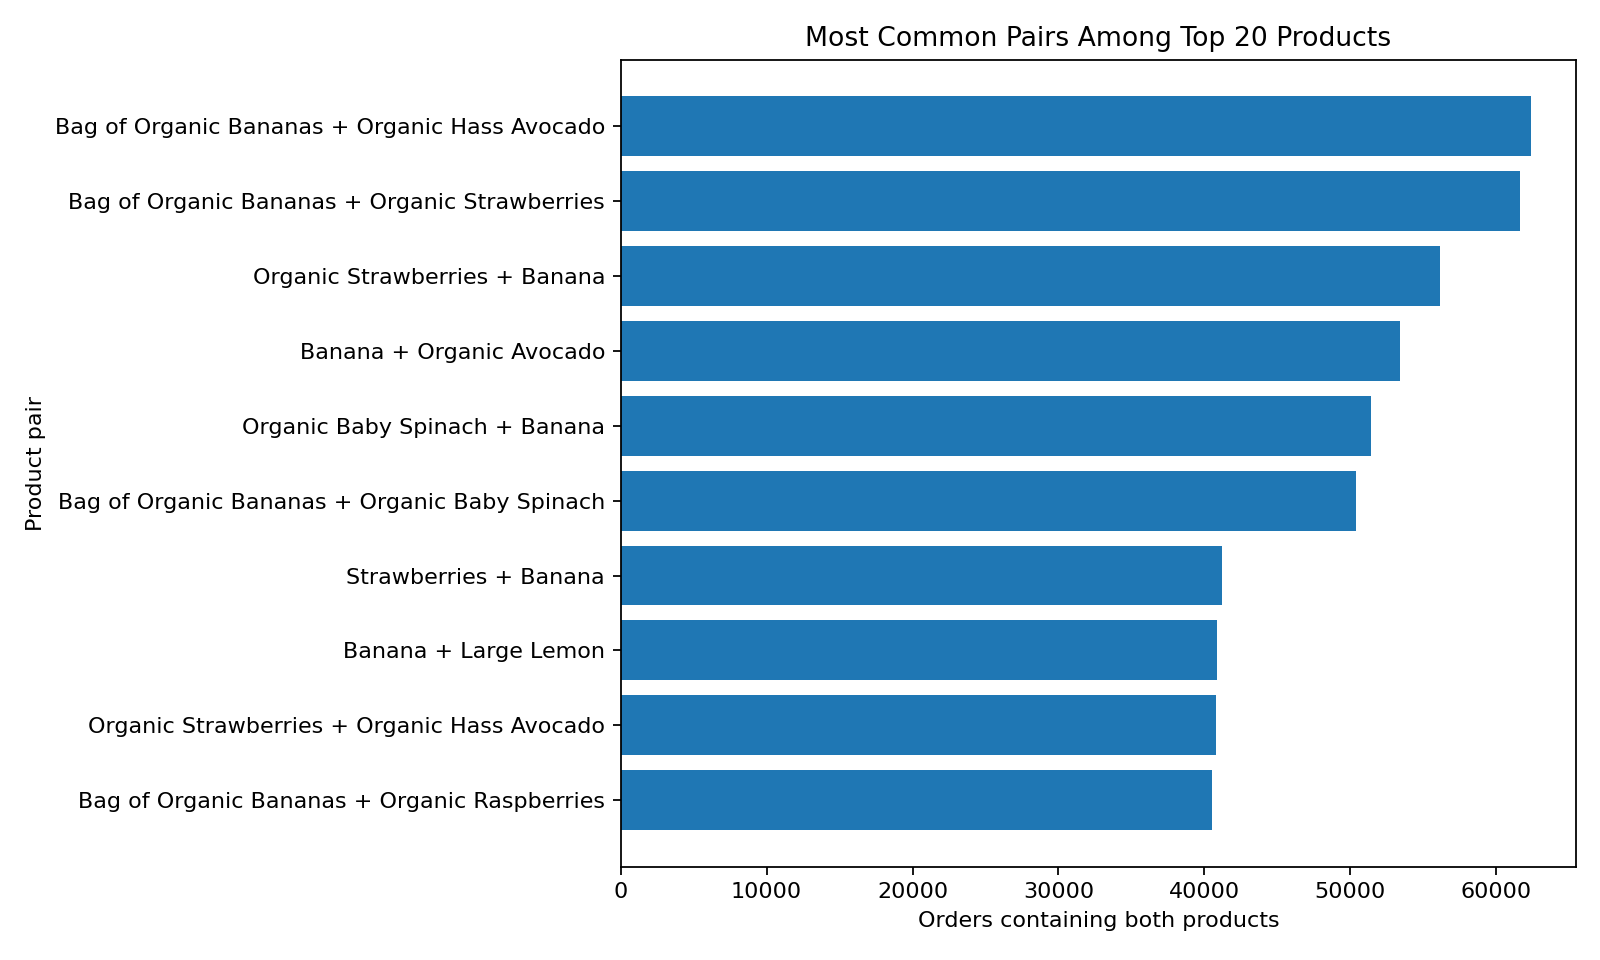 Most Common Pairs Among Top 20 Products
Product pair
Bag of Organic Bananas + Organic Hass Avocado
Bag of Organic Bananas + Organic Strawberries
Organic Strawberries + Banana
Banana + Organic Avocado
Organic Baby Spinach + Banana
Bag of Organic Bananas + Organic Baby Spinach
Strawberries + Banana
Banana + Large Lemon
Organic Strawberries + Organic Hass Avocado
Bag of Organic Bananas + Organic Raspberries
0 10000 20000 30000 40000 50000 60000
Orders containing both products